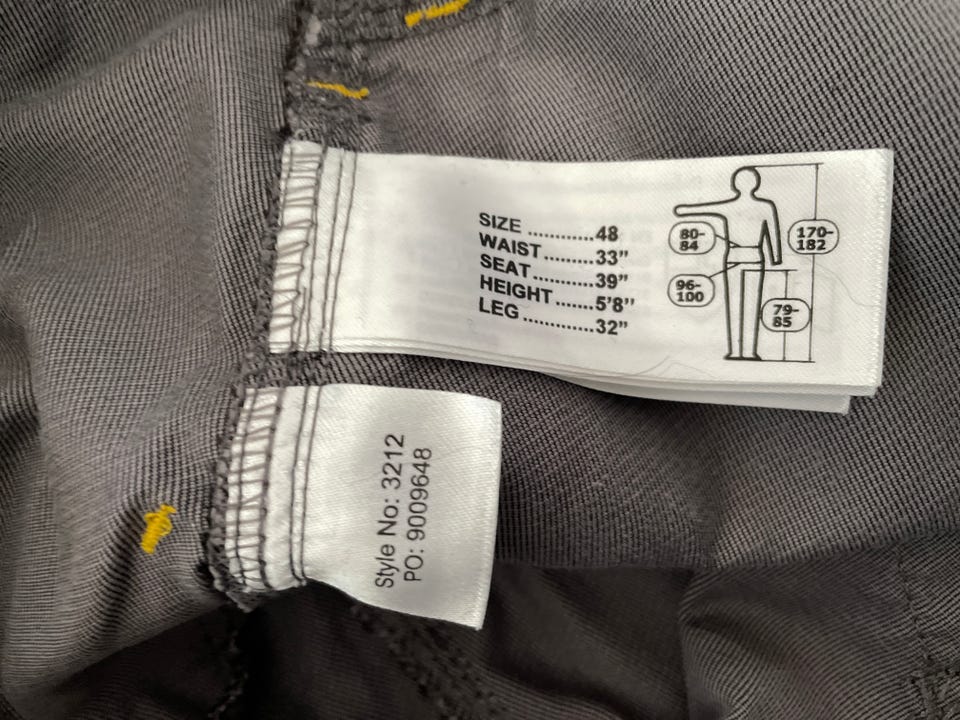 SIZE ............48
WAIST .........33”
SEAT ...........39”
HEIGHT ......5’8”
LEG .............32”
80-
84
96-
100
170-
182
79-
85
Style No: 3212
PO: 9009648